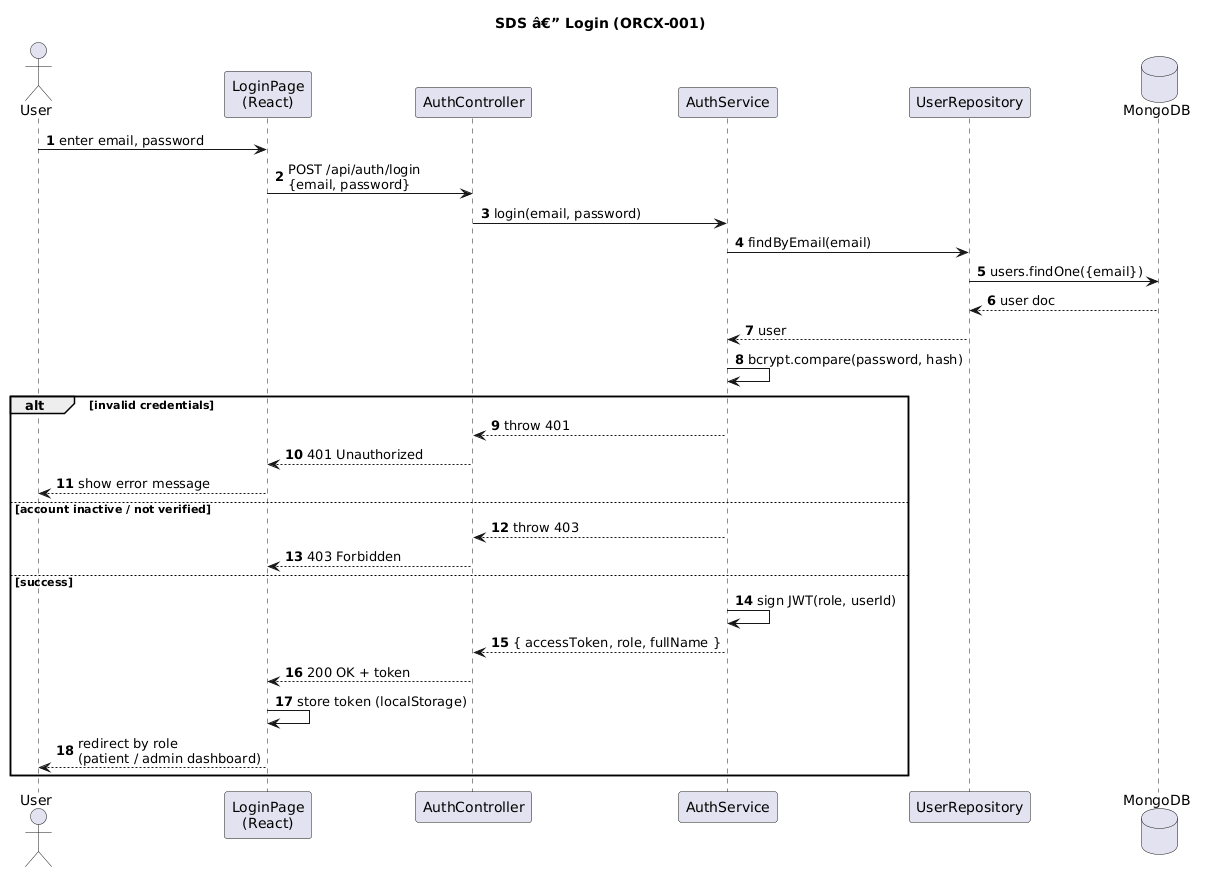 SDS â€” Login (ORCX-001)
User
LoginPage
(React)
AuthController
AuthService
UserRepository
MongoDB
1 enter email, password
2 POST /api/auth/login
{email, password}
3 login(email, password)
4 findByEmail(email)
5 users.findOne({email})
6 user doc
7 user
8 bcrypt.compare(password, hash)
alt [invalid credentials]
9 throw 401
10 401 Unauthorized
11 show error message
[account inactive / not verified]
12 throw 403
13 403 Forbidden
[success]
14 sign JWT(role, userId)
15 { accessToken, role, fullName }
16 200 OK + token
17 store token (localStorage)
18 redirect by role
(patient / admin dashboard)
User
LoginPage
(React)
AuthController
AuthService
UserRepository
MongoDB